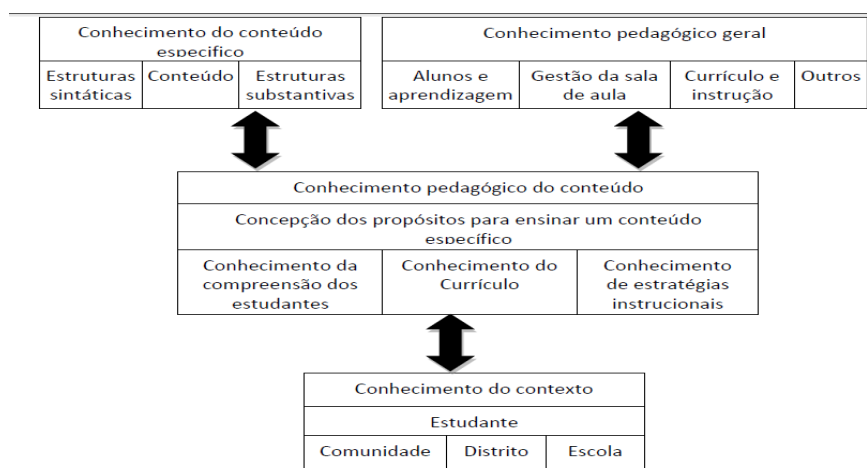 Conhecimento do conteúdo
especifico
Estruturas
sintáticas
Conteúdo
Estruturas
substantivas
Conhecimento pedagógico geral
Alunos e
aprendizagem
Gestão da sala
de aula
Currículo e
instrução
Outros
Conhecimento pedagógico do conteúdo
Concepção dos propósitos para ensinar um conteúdo
específico
Conhecimento da
compreensão dos
estudantes
Conhecimento do
Currículo
Conhecimento
de estratégias
instrucionais
Conhecimento do contexto
Estudante
Comunidade
Distrito
Escola